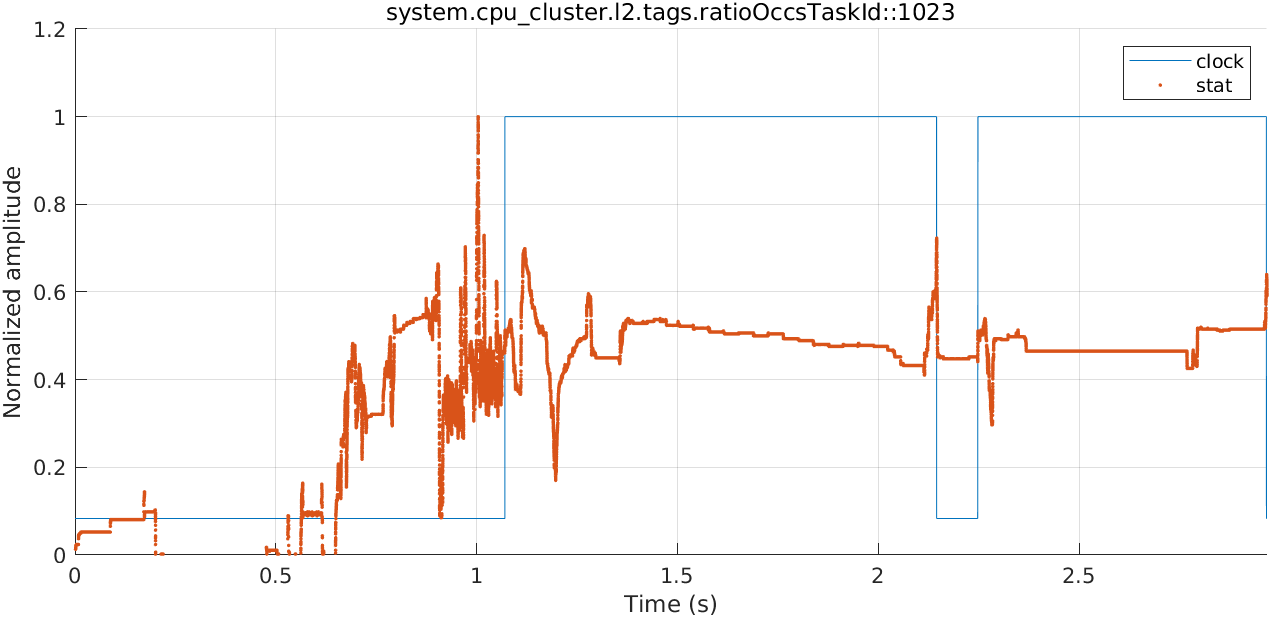 system.cpu_cluster.l2.tags.ratioOccsTaskId::1023
1.2
clock
stat
1
0.8
0.6
0.4
0.2
0
Normalized amplitude
0
0.5
1
1.5
2
2.5
Time (s)